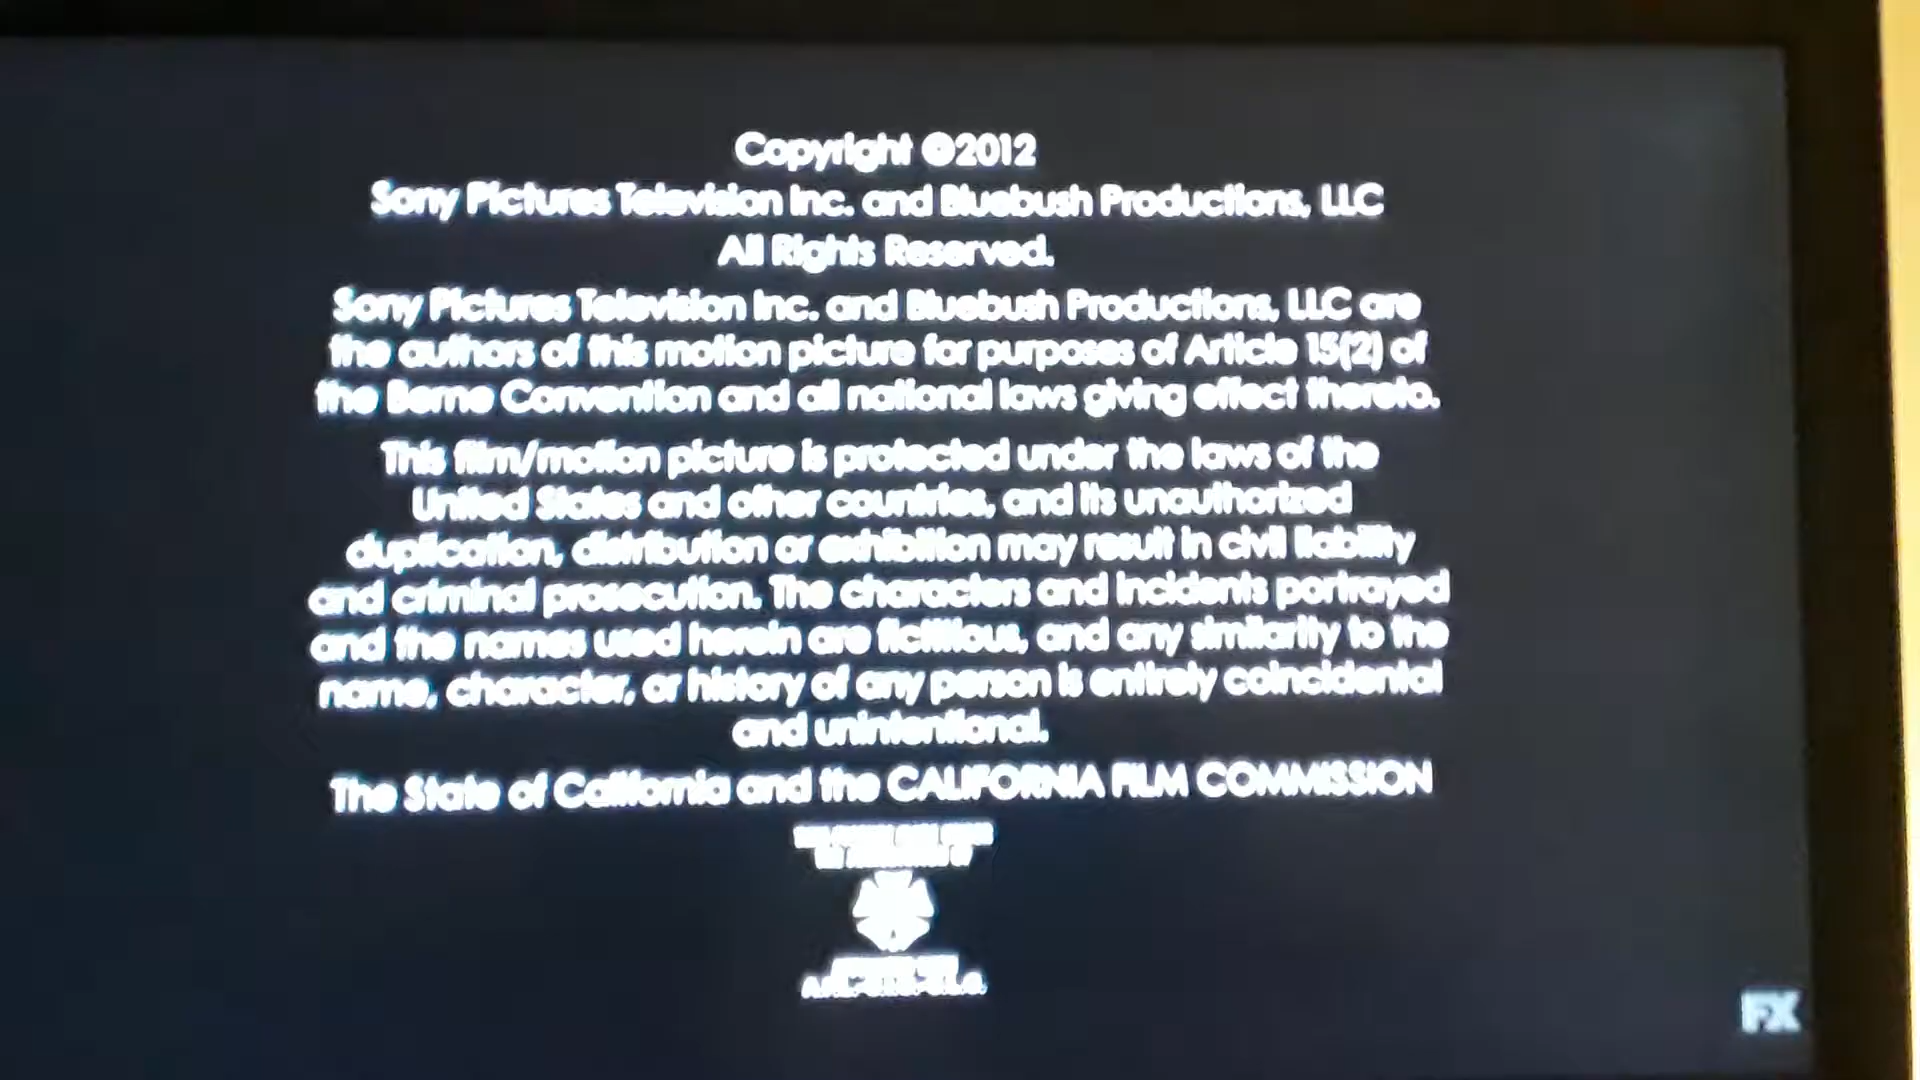 Copyright ©2012
Sony Pictures Television Inc. and Bluebush Productions, LLC
All Rights Reserved.
Sony Pictures Television Inc. and Bluebush Productions, LLC are
the authors of this motion picture for purposes of Article 15(2) of
the Berne Convention and all national laws giving effect thereto.
This film/motion picture is protected under the laws of the
United States and other countries, and its unauthorized
duplication, distribution or exhibition may result in civil liability
and criminal prosecution. The characters and incidents portrayed
and the names used herein are fictitious, and any similarity to the
name, character, or history of any person is entirely coincidental
and unintentional.
The State of California and the CALIFORNIA FILM COMMISSION
FX